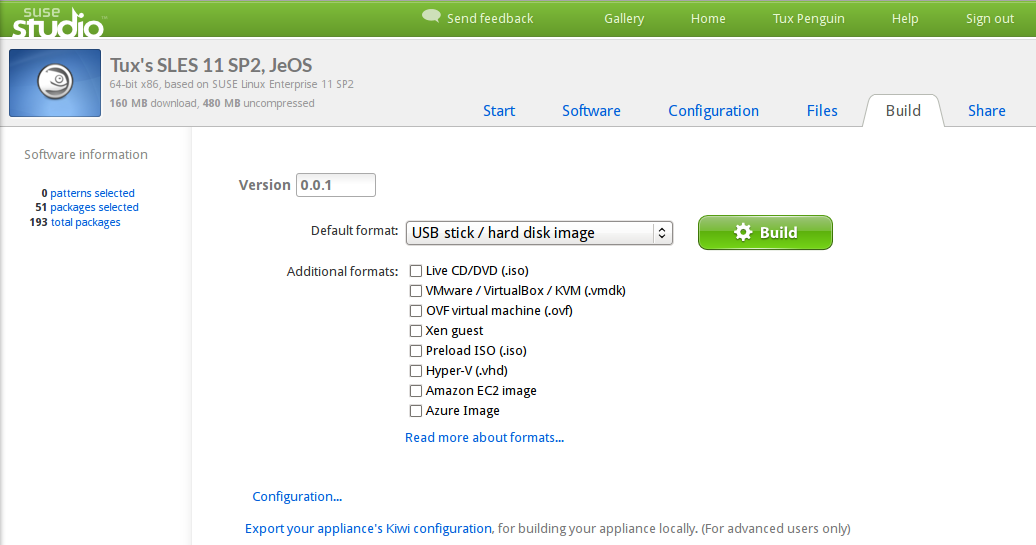 suse
studio
Send feedback Gallery Home Tux Penguin Help Sign out
Tux's SLES 11 SP2, JeOS
64-bit x86, based on SUSE Linux Enterprise 11 SP2
160 MB download, 480 MB uncompressed
Start Software Configuration Files Build Share
Software information
0 patterns selected
51 packages selected
193 total packages
Version 0.0.1
Default format: USB stick / hard disk image Build
Additional formats: Live CD/DVD (.iso)
VMware / VirtualBox / KVM (.vmdk)
OVF virtual machine (.ovf)
Xen guest
Preload ISO (.iso)
Hyper-V (.vhd)
Amazon EC2 image
Azure Image
Read more about formats...
Configuration...
Export your appliance's Kiwi configuration, for building your appliance locally. (For advanced users only)